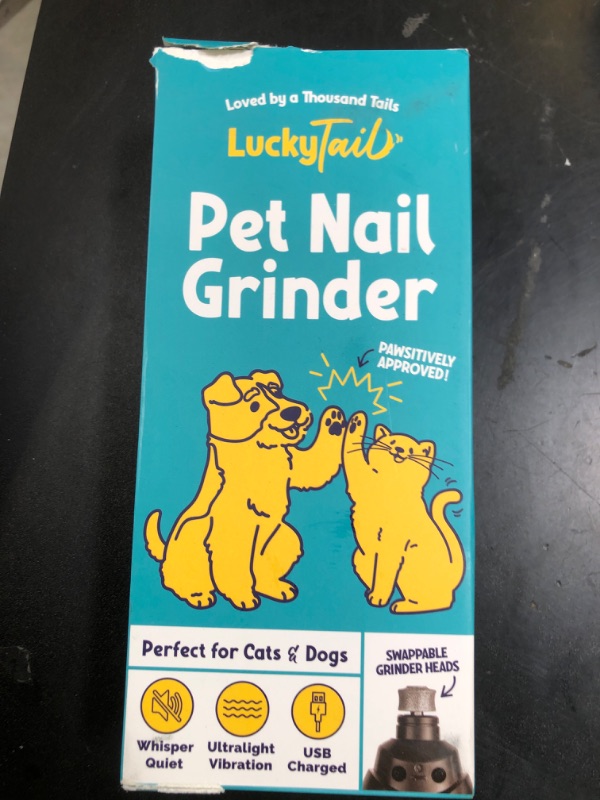 Loved by a Thousand Tails
LuckyTail
Pet Nail
Grinder
PAWSITIVELY
APPROVED!
Perfect for Cats & Dogs
SWAPPABLE
GRINDER HEADS
Whisper
Quiet
Ultralight
Vibration
USB
Charged